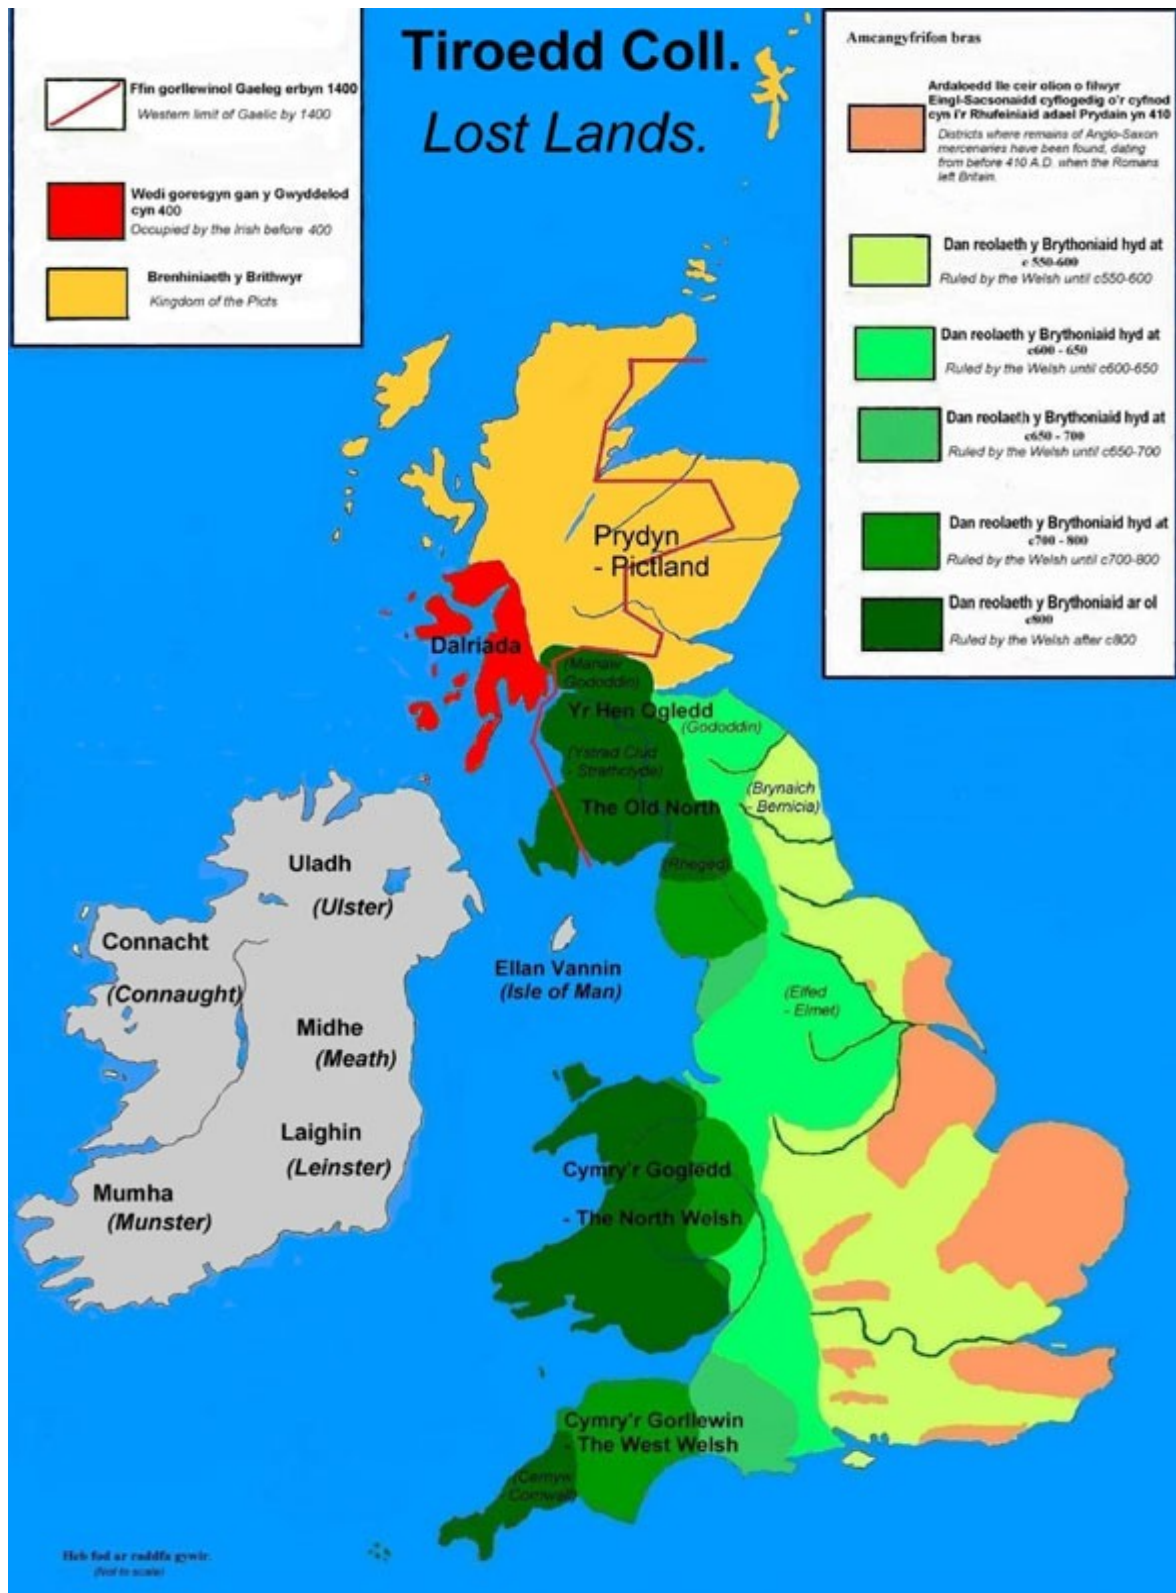 Tiroedd Coll.
Lost Lands.
Ffin gorllewinol Gaeleg erbyn 1400
Western limit of Gaelic by 1400
Wedi goresgyn gan y Gwyddelod
cyn 400
Occupied by the Irish before 400
Brenhiniaeth y Brithwyr
Kingdom of the Picts
Amcangyfrifon bras
Ardaloedd lle ceir olion o filwyr
Eingl-Sacsonaidd cyflogedig o'r cyfnod
cyn i'r Rhufeiniaid adael Prydain yn 410
Districts where remains of Anglo-Saxon
mercenaries have been found, dating
from before 410 A.D. when the Romans
left Britain.
Dan reolaeth y Brythoniaid hyd at
c 550-600
Ruled by the Welsh until c550-600
Dan reolaeth y Brythoniaid hyd at
c600 - 650
Ruled by the Welsh until c600-650
Dan reolaeth y Brythoniaid hyd at
c650 - 700
Ruled by the Welsh until c650-700
Dan reolaeth y Brythoniaid hyd at
c700 - 800
Ruled by the Welsh until c700-800
Dan reolaeth y Brythoniaid ar ol
c800
Ruled by the Welsh after c800
Prydyn
- Pictland
Dalriada
(Manaw
Gododdin)
Yr Hen Ogledd
(Gododdin)
(Ystrad Clud
- Strathclyde)
(Brynaich
- Bernicia)
The Old North
(Rheged)
Uladh
(Ulster)
Connacht
(Connaught)
Ellan Vannin
(Isle of Man)
(Elfed
- Elmet)
Midhe
(Meath)
Laighin
(Leinster)
Mumha
(Munster)
Cymry'r Gogledd
- The North Welsh
Cymry'r Gorllewin
- The West Welsh
(Cernyw
Cornwall)
Heb fod ar raddfa gywir.
(Not to scale)